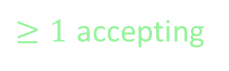 ≥ 1 accepting